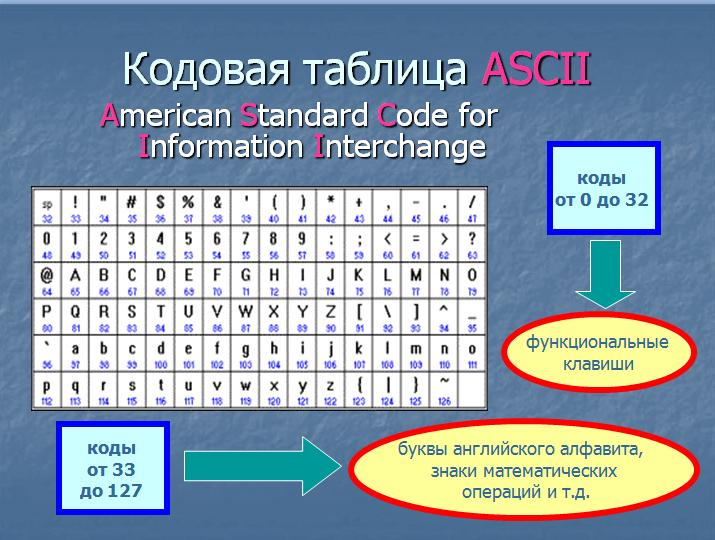 Кодовая таблица ASCII
American Standard Code for
Information Interchange
коды
от 0 до 32
sp ! " # $ % & ' ( ) * + , - . /
32 33 34 35 36 37 38 39 40 41 42 43 44 45 46 47
0 1 2 3 4 5 6 7 8 9 : ; < = > ?
48 49 50 51 52 53 54 55 56 57 58 59 60 61 62 63
@ A B C D E F G H I J K L M N O
64 65 66 67 68 69 70 71 72 73 74 75 76 77 78 79
P Q R S T U V W X Y Z [ \ ] ^ _
80 81 82 83 84 85 86 87 88 89 90 91 92 93 94 95
` a b c d e f g h i j k l m n o
96 97 98 99 100 101 102 103 104 105 106 107 108 109 110 111
p q r s t u v w x y z { | } ~
112 113 114 115 116 117 118 119 120 121 122 123 124 125 126
функциональные
клавиши
коды
от 33
до 127
буквы английского алфавита,
знаки математических
операций и т.д.